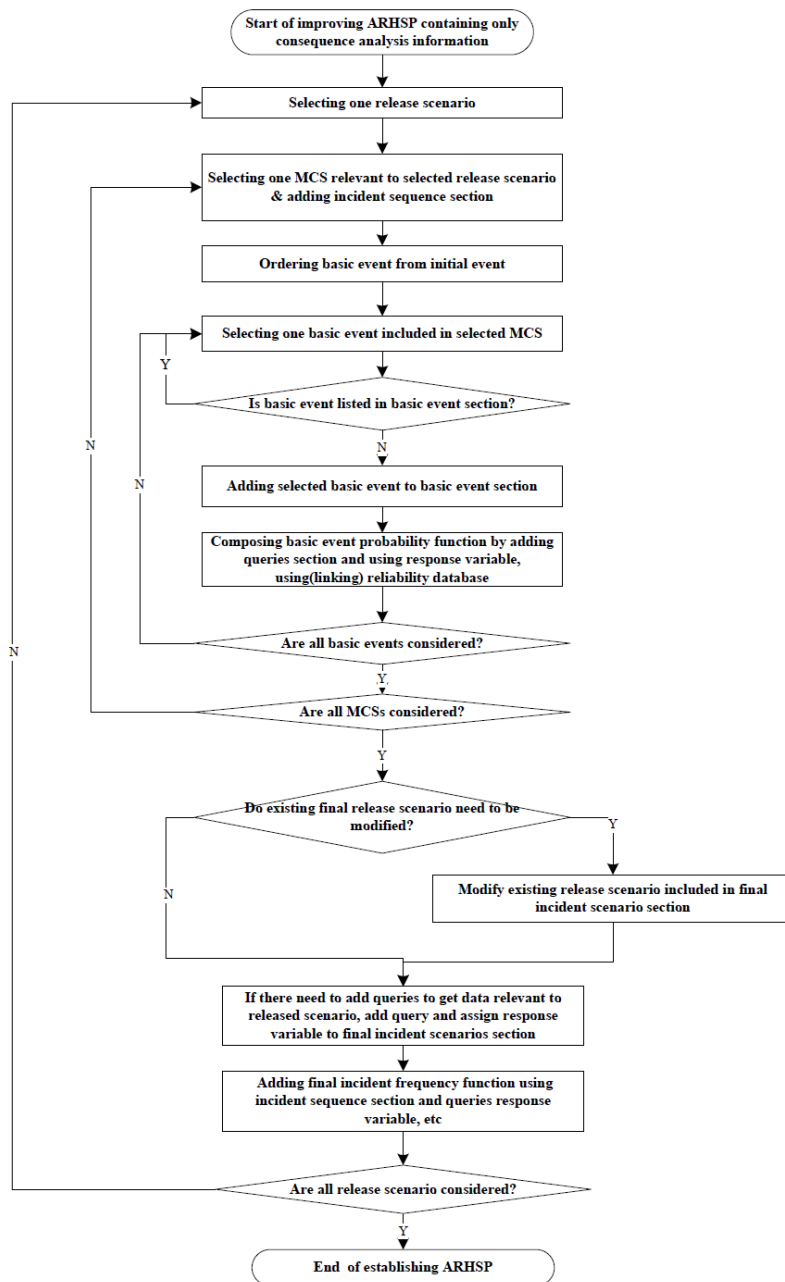 Start of improving ARHSP containing only
consequence analysis information
Selecting one release scenario
Selecting one MCS relevant to selected release scenario
& adding incident sequence section
Ordering basic event from initial event
Selecting one basic event included in selected MCS
Y
Is basic event listed in basic event section?
N
N
N
Adding selected basic event to basic event section
Composing basic event probability function by adding
queries section and using response variable,
using(linking) reliability database
Are all basic events considered?
N
Y
Are all MCSs considered?
Y
Do existing final release scenario need to be
modified?
Y
N
Modify existing release scenario included in final
incident scenario section
If there need to add queries to get data relevant to
released scenario, add query and assign response
variable to final incident scenarios section
Adding final incident frequency function using
incident sequence section and queries response
variable, etc
Are all release scenario considered?
Y
End of establishing ARHSP